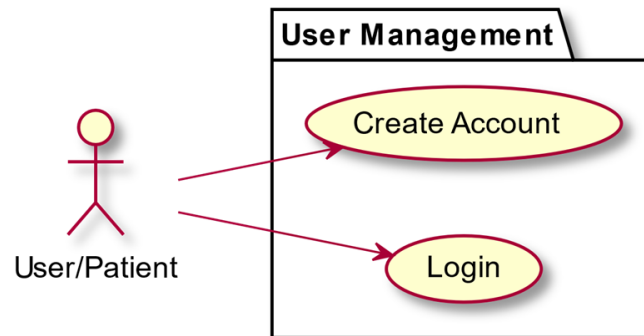 User Management
Create Account
User/Patient
Login